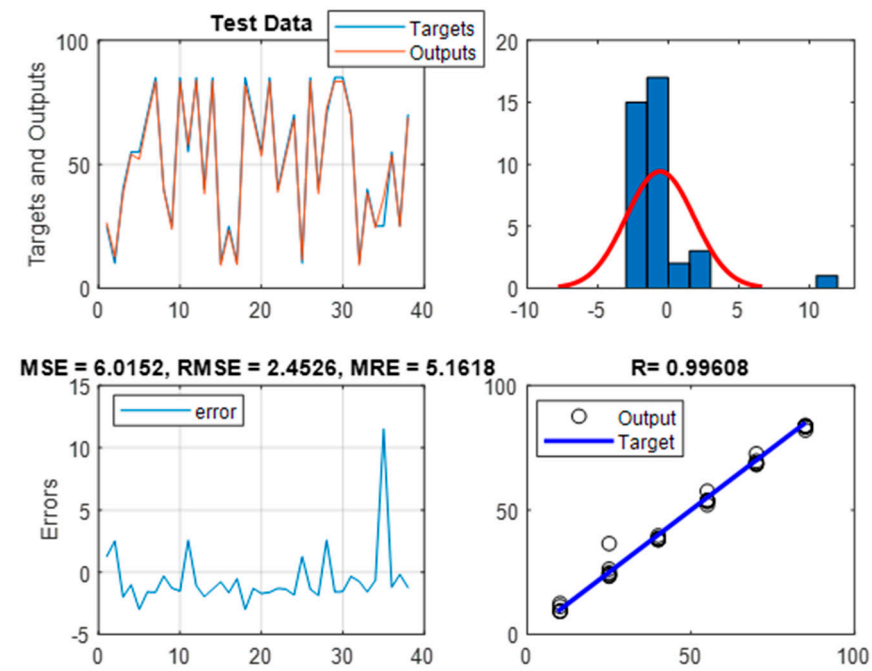 Test Data
Targets
Outputs
Targets and Outputs
100
50
0
0 10 20 30 40
20
15
10
5
0
-10 -5 0 5 10
MSE = 6.0152, RMSE = 2.4526, MRE = 5.1618
error
Errors
15
10
5
0
-5
0 10 20 30 40
R= 0.99608
Output
Target
100
50
0
0 50 100